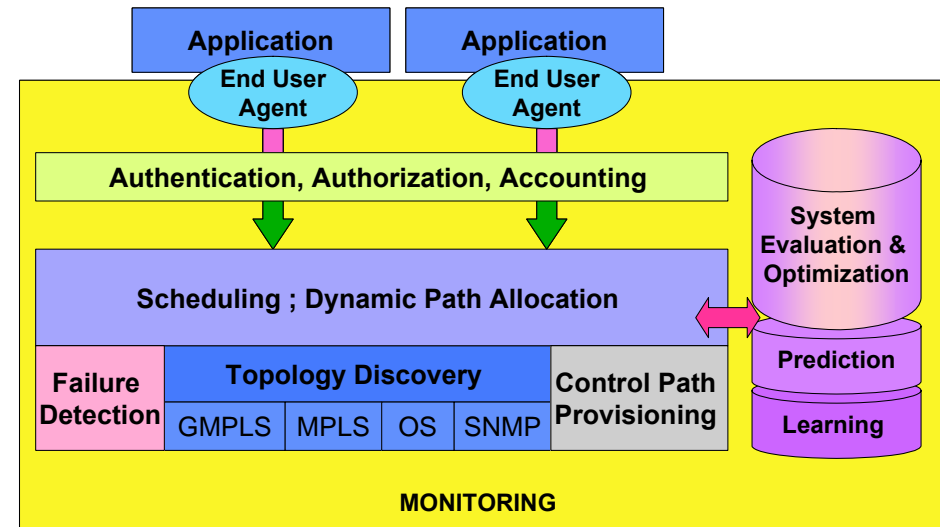 Application
Application
End User
Agent
End User
Agent
Authentication, Authorization, Accounting
System
Evaluation &
Optimization
Scheduling ; Dynamic Path Allocation
Failure
Detection
Topology Discovery
GMPLS
MPLS
OS
SNMP
Control Path
Provisioning
Prediction
Learning
MONITORING